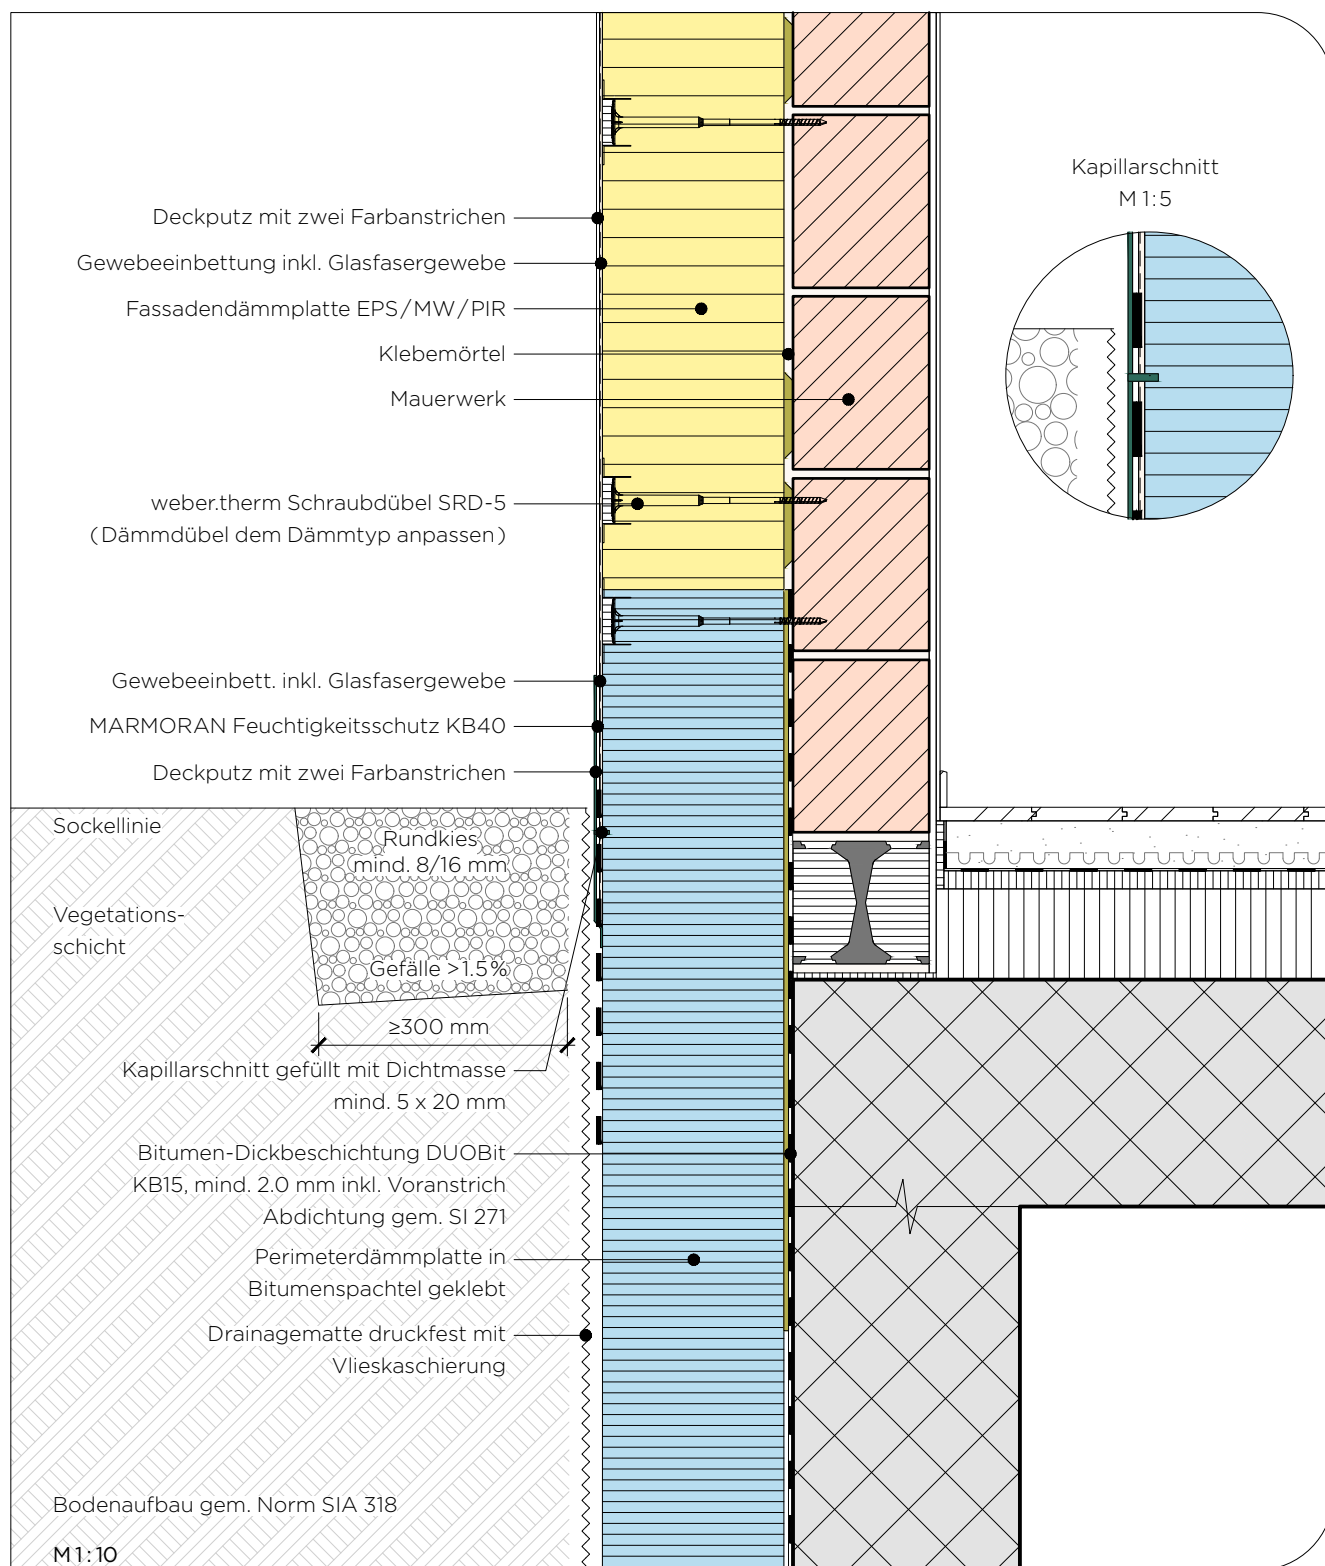 Kapillarschnitt
M 1:5
Deckputz mit zwei Farbanstrichen
Gewebeeinbettung inkl. Glasfasergewebe
Fassadendämmplatte EPS/MW/PIR
Klebemörtel
Mauerwerk
weber.therm Schraubdübel SRD-5
(Dämmdübel dem Dämmtyp anpassen)
Gewebeeinbett. inkl. Glasfasergewebe
MARMORAN Feuchtigkeitsschutz KB40
Deckputz mit zwei Farbanstrichen
Sockellinie
Rundkies
mind. 8/16 mm
Vegetations-
schicht
Gefälle >1.5%
≥300 mm
Kapillarschnitt gefüllt mit Dichtmasse
mind. 5 x 20 mm
Bitumen-Dickbeschichtung DUOBit
KB15, mind. 2.0 mm inkl. Voranstrich
Abdichtung gem. SI 271
Perimeterdämmplatte in
Bitumenspachtel geklebt
Drainagematte druckfest mit
Vlieskaschierung
Bodenaufbau gem. Norm SIA 318
M 1:10